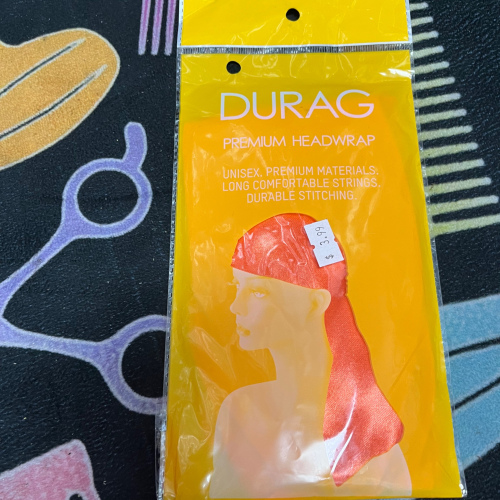 DURAG
PREMIUM HEADWRAP
UNISEX. PREMIUM MATERIALS.
LONG COMFORTABLE STRINGS.
DURABLE STITCHING.
$ 3.99